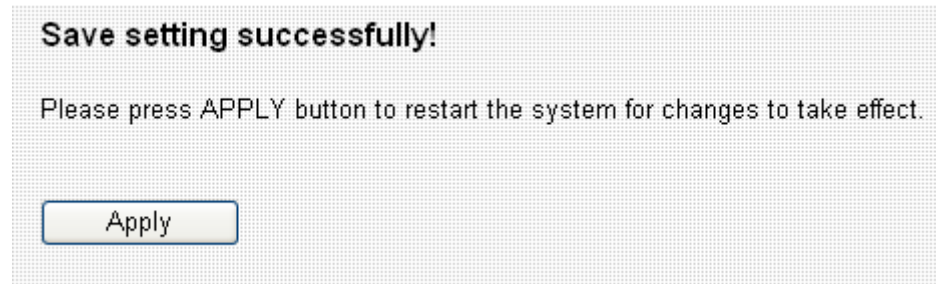 Save setting successfully!
Please press APPLY button to restart the system for changes to take effect.
Apply